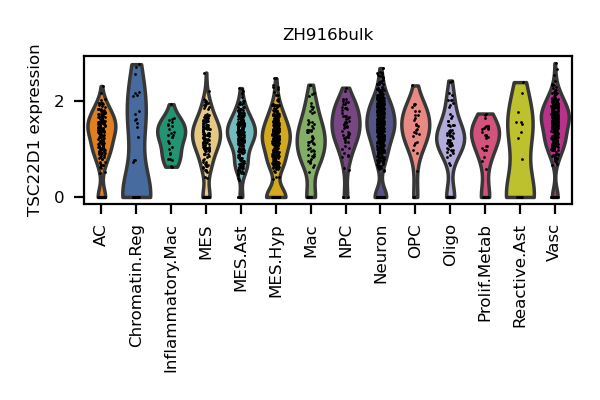 ZH916bulk
TSC22D1 expression
2
0
AC
Chromatin.Reg
Inflammatory.Mac
MES
MES.Ast
MES.Hyp
Mac
NPC
Neuron
OPC
Oligo
Prolif.Metab
Reactive.Ast
Vasc